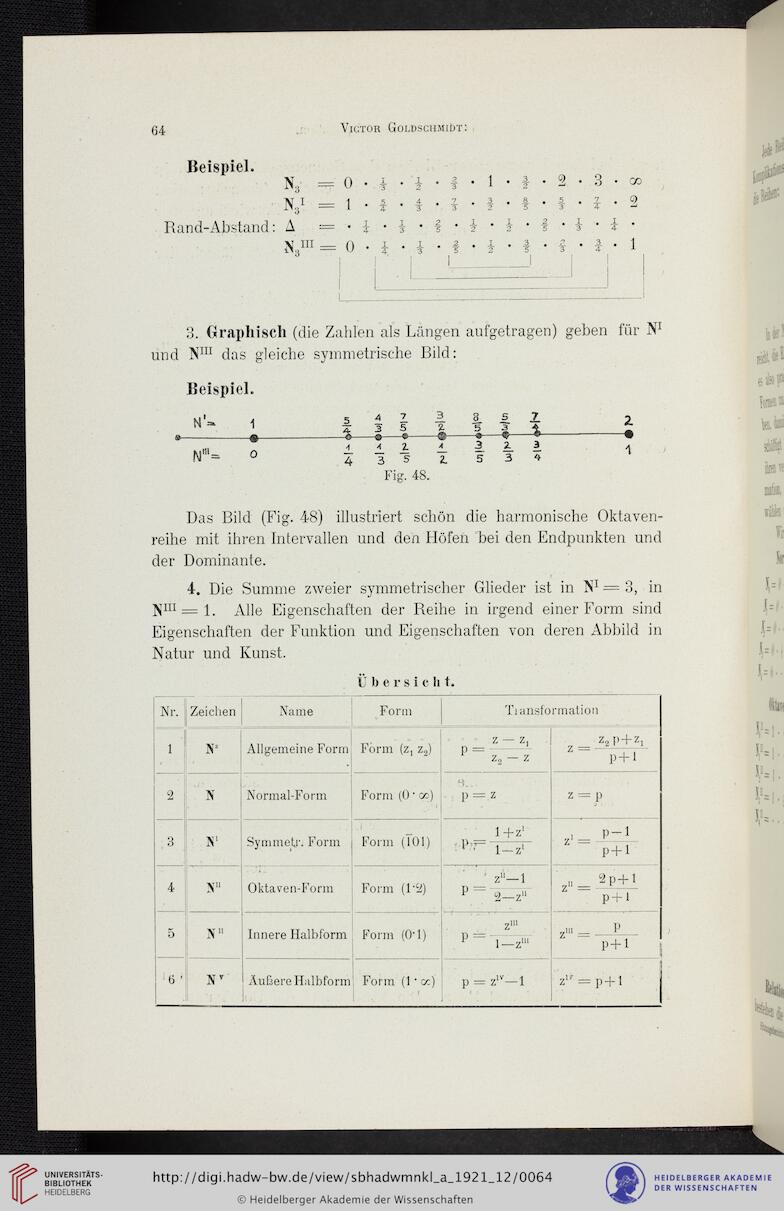 64 VICTOR GOLDSCHMIDT:
Beispiel.
N₃ = 0 · 1/3 · 1/2 · 2/3 · 1 · 3/2 · 2 · 3 · ∞
N₃ᴵ = 1 · 5/4 · 4/3 · 7/5 · 3/2 · 8/5 · 5/3 · 7/4 · 2
Rand-Abstand: Δ = · 1/4 · 1/3 · 2/5 · 1/2 · 1/2 · 2/5 · 1/3 · 1/4 ·
N₃ᴵᴵᴵ = 0 · 1/4 · 1/3 · 2/5 · 1/2 · 3/5 · 2/3 · 3/4 · 1
3. Graphisch (die Zahlen als Längen aufgetragen) geben für Nᴵ
und Nᴵᴵᴵ das gleiche symmetrische Bild:
Beispiel.
N'= 1 5/4 4/3 7/5 3/2 8/5 5/3 7/4 2
N'''= 0 1/4 1/3 2/5 1/2 3/5 2/3 3/4 1
Fig. 48.
Das Bild (Fig. 48) illustriert schön die harmonische Oktaven-
reihe mit ihren Intervallen und den Höfen bei den Endpunkten und
der Dominante.
4. Die Summe zweier symmetrischer Glieder ist in Nᴵ = 3, in
Nᴵᴵᴵ = 1. Alle Eigenschaften der Reihe in irgend einer Form sind
Eigenschaften der Funktion und Eigenschaften von deren Abbild in
Natur und Kunst.
Übersicht.
Nr. Zeichen Name Form Transformation
1 Nᶻ Allgemeine Form Form (z₁ z₂) p = (z — z₁)/(z₂ — z) z = (z₂ p+z₁)/(p+1)
2 N Normal-Form Form (0·∞) p = z z = p
3 Nᴵ Symmetr. Form Form (1̄01) p = (1+zᴵ)/(1—zᴵ) zᴵ = (p—1)/(p+1)
4 Nᴵᴵ Oktaven-Form Form (1·2) p = (zᴵᴵ—1)/(2—zᴵᴵ) zᴵᴵ = (2p+1)/(p+1)
5 Nᴵᴵ Innere Halbform Form (0·1) p = zᴵᴵᴵ/(1—zᴵᴵᴵ) zᴵᴵᴵ = p/(p+1)
6 Nᵛ Äußere Halbform Form (1·∞) p = zᴵⱽ—1 zᴵⱽ = p+1
UNIVERSITÄTS-
BIBLIOTHEK
HEIDELBERG
http://digi.hadw-bw.de/view/sbhadwmnkl_a_1921_12/0064
© Heidelberger Akademie der Wissenschaften
HEIDELBERGER AKADEMIE
DER WISSENSCHAFTEN